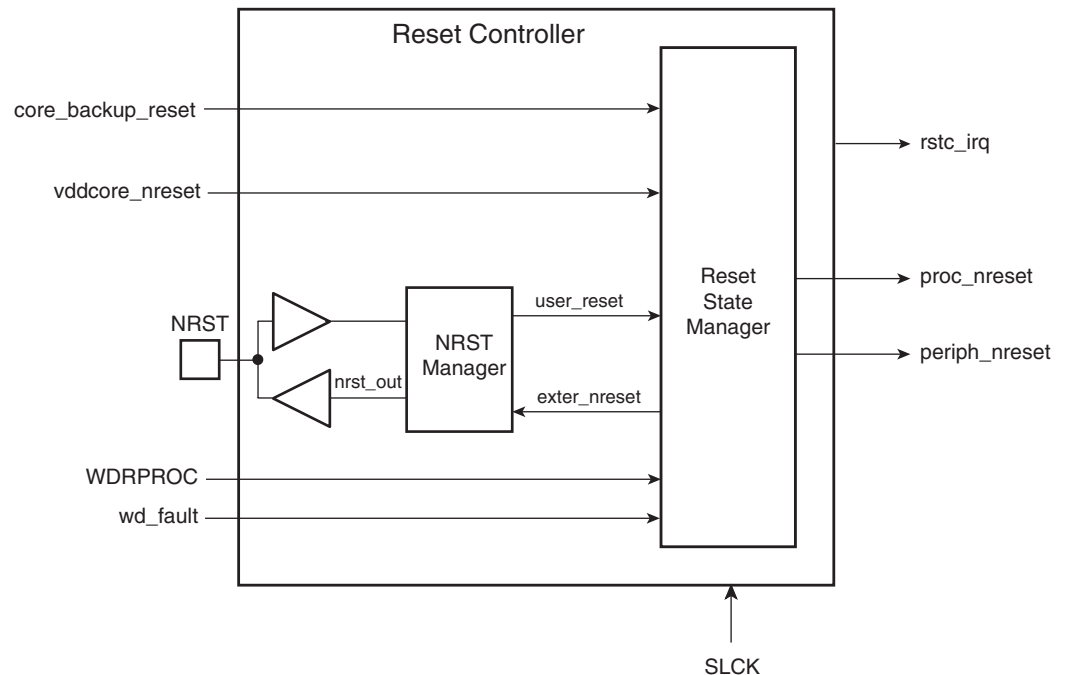 Reset Controller
core_backup_reset
rstc_irq
vddcore_nreset
Reset
State
Manager
proc_nreset
user_reset
NRST
NRST
Manager
periph_nreset
nrst_out
exter_nreset
WDRPROC
wd_fault
SLCK